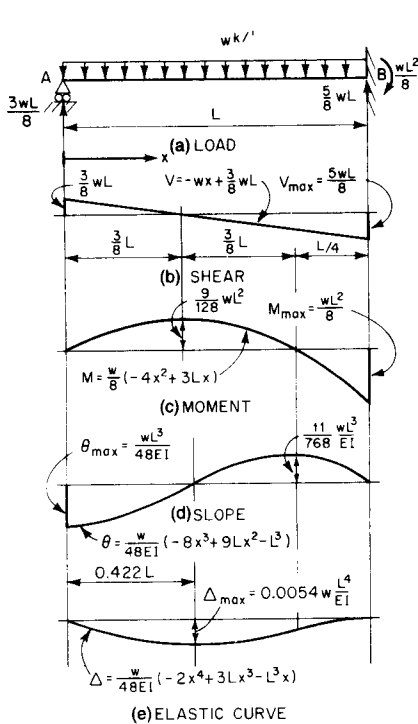 w k/'
A
B
wL²/8
3wL/8
5/8 wL
L
(a) LOAD
x
3/8 wL
V=-wx+3/8 wL
Vmax=5wL/8
3/8 L
3/8 L
L/4
(b) SHEAR
9/128 wL²
Mmax=wL²/8
M=w/8(-4x²+3Lx)
(c) MOMENT
θmax=wL³/48EI
11/768 wL³/EI
(d) SLOPE
θ=w/48EI(-8x³+9Lx²-L³)
0.422L
Δmax=0.0054w L⁴/EI
Δ=w/48EI(-2x⁴+3Lx³-L³x)
(e) ELASTIC CURVE